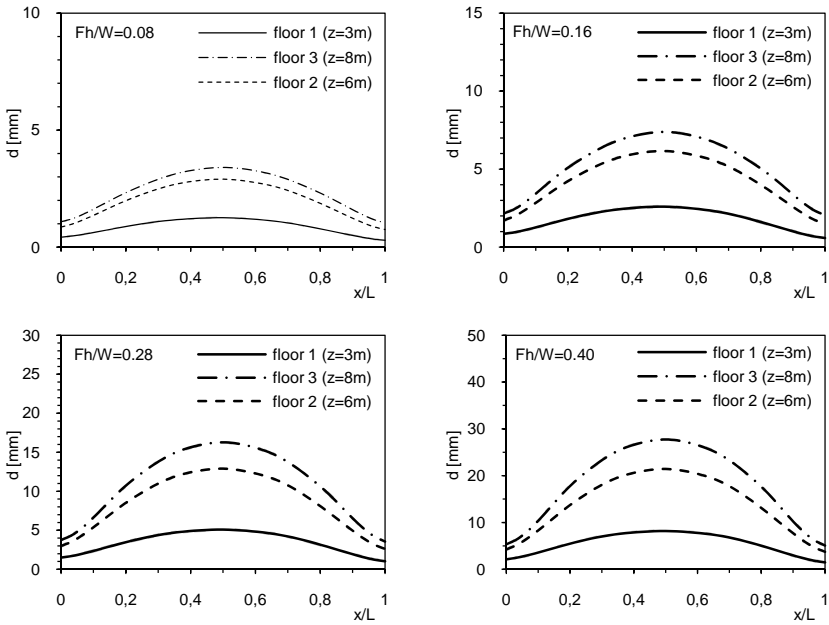 Fh/W=0.08
floor 1 (z=3m)
floor 3 (z=8m)
floor 2 (z=6m)
10
5
0
d [mm]
0 0,2 0,4 0,6 0,8 1
x/L
Fh/W=0.16
floor 1 (z=3m)
floor 3 (z=8m)
floor 2 (z=6m)
15
10
5
0
d [mm]
0 0,2 0,4 0,6 0,8 1
x/L
Fh/W=0.28
floor 1 (z=3m)
floor 3 (z=8m)
floor 2 (z=6m)
30
25
20
15
10
5
0
d [mm]
0 0,2 0,4 0,6 0,8 1
x/L
Fh/W=0.40
floor 1 (z=3m)
floor 3 (z=8m)
floor 2 (z=6m)
50
40
30
20
10
0
d [mm]
0 0,2 0,4 0,6 0,8 1
x/L